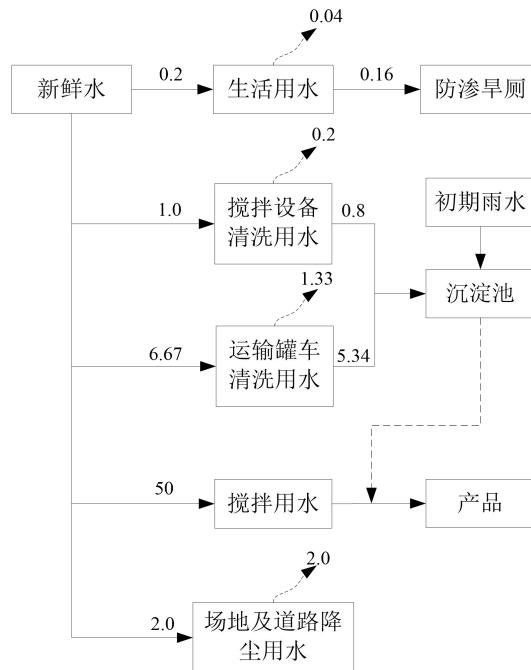 0.04
新鲜水
0.2
生活用水
0.16
防渗旱厕
0.2
1.0
搅拌设备
清洗用水
0.8
初期雨水
1.33
沉淀池
6.67
运输罐车
清洗用水
5.34
50
搅拌用水
产品
2.0
2.0
场地及道路降
尘用水